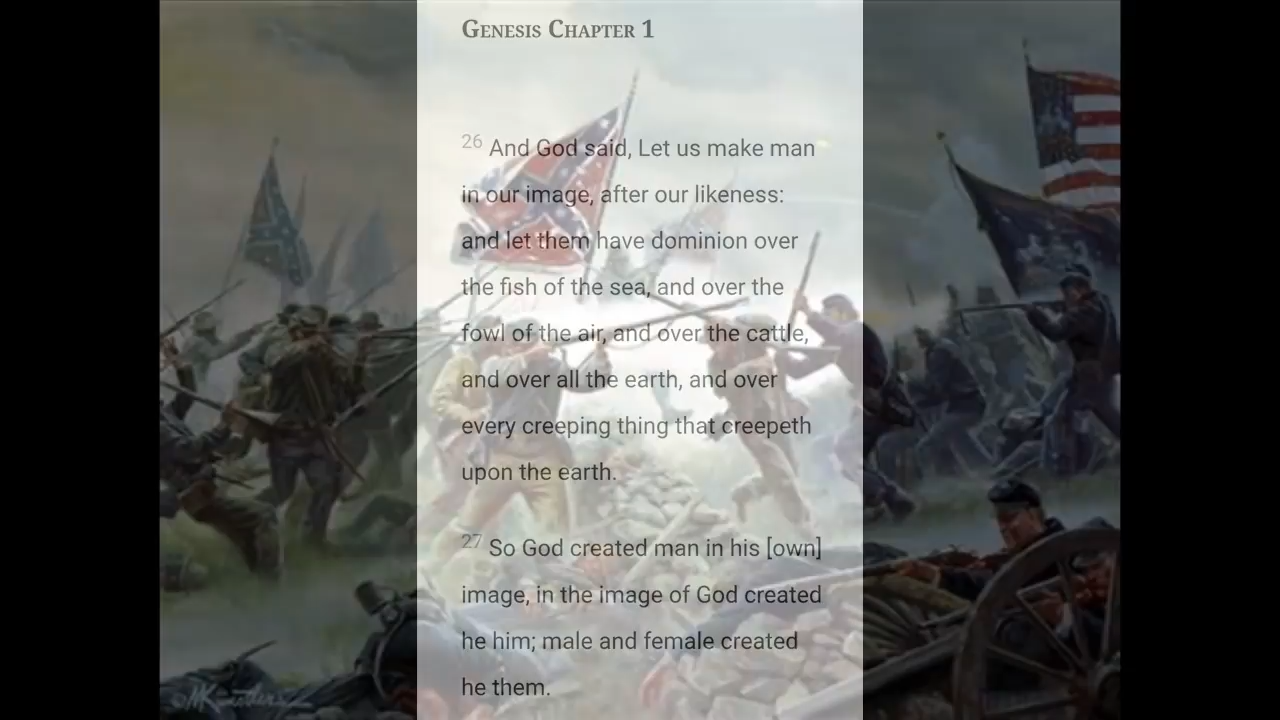 Genesis Chapter 1
26 And God said, Let us make man
in our image, after our likeness:
and let them have dominion over
the fish of the sea, and over the
fowl of the air, and over the cattle,
and over all the earth, and over
every creeping thing that creepeth
upon the earth.
27 So God created man in his [own]
image, in the image of God created
he him; male and female created
he them.